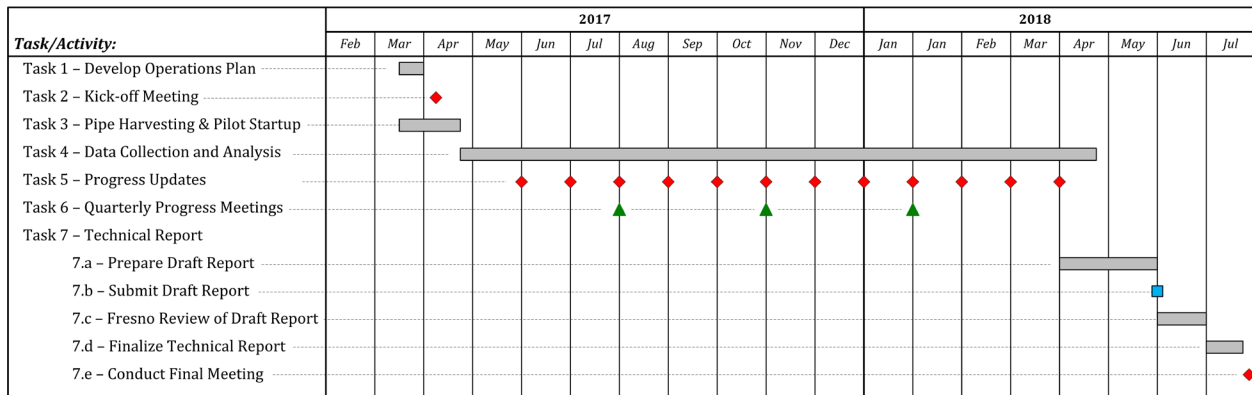 2017 2018
Task/Activity: Feb Mar Apr May Jun Jul Aug Sep Oct Nov Dec Jan Jan Feb Mar Apr May Jun Jul
Task 1 – Develop Operations Plan
Task 2 – Kick-off Meeting
Task 3 – Pipe Harvesting & Pilot Startup
Task 4 – Data Collection and Analysis
Task 5 – Progress Updates
Task 6 – Quarterly Progress Meetings
Task 7 – Technical Report
7.a – Prepare Draft Report
7.b – Submit Draft Report
7.c – Fresno Review of Draft Report
7.d – Finalize Technical Report
7.e – Conduct Final Meeting